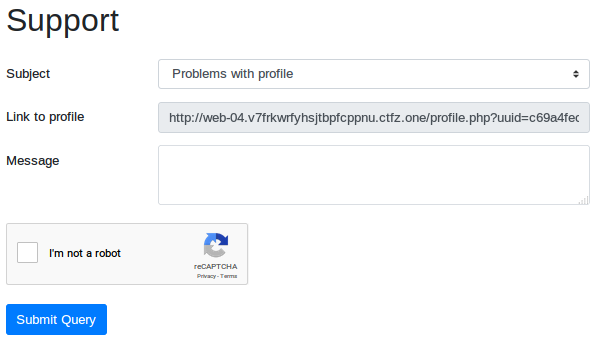 Support
Subject
Problems with profile
Link to profile
http://web-04.v7frkwrfyhsjtbpfcppnu.ctfz.one/profile.php?uuid=c69a4fec
Message
I'm not a robot
reCAPTCHA
Privacy - Terms
Submit Query